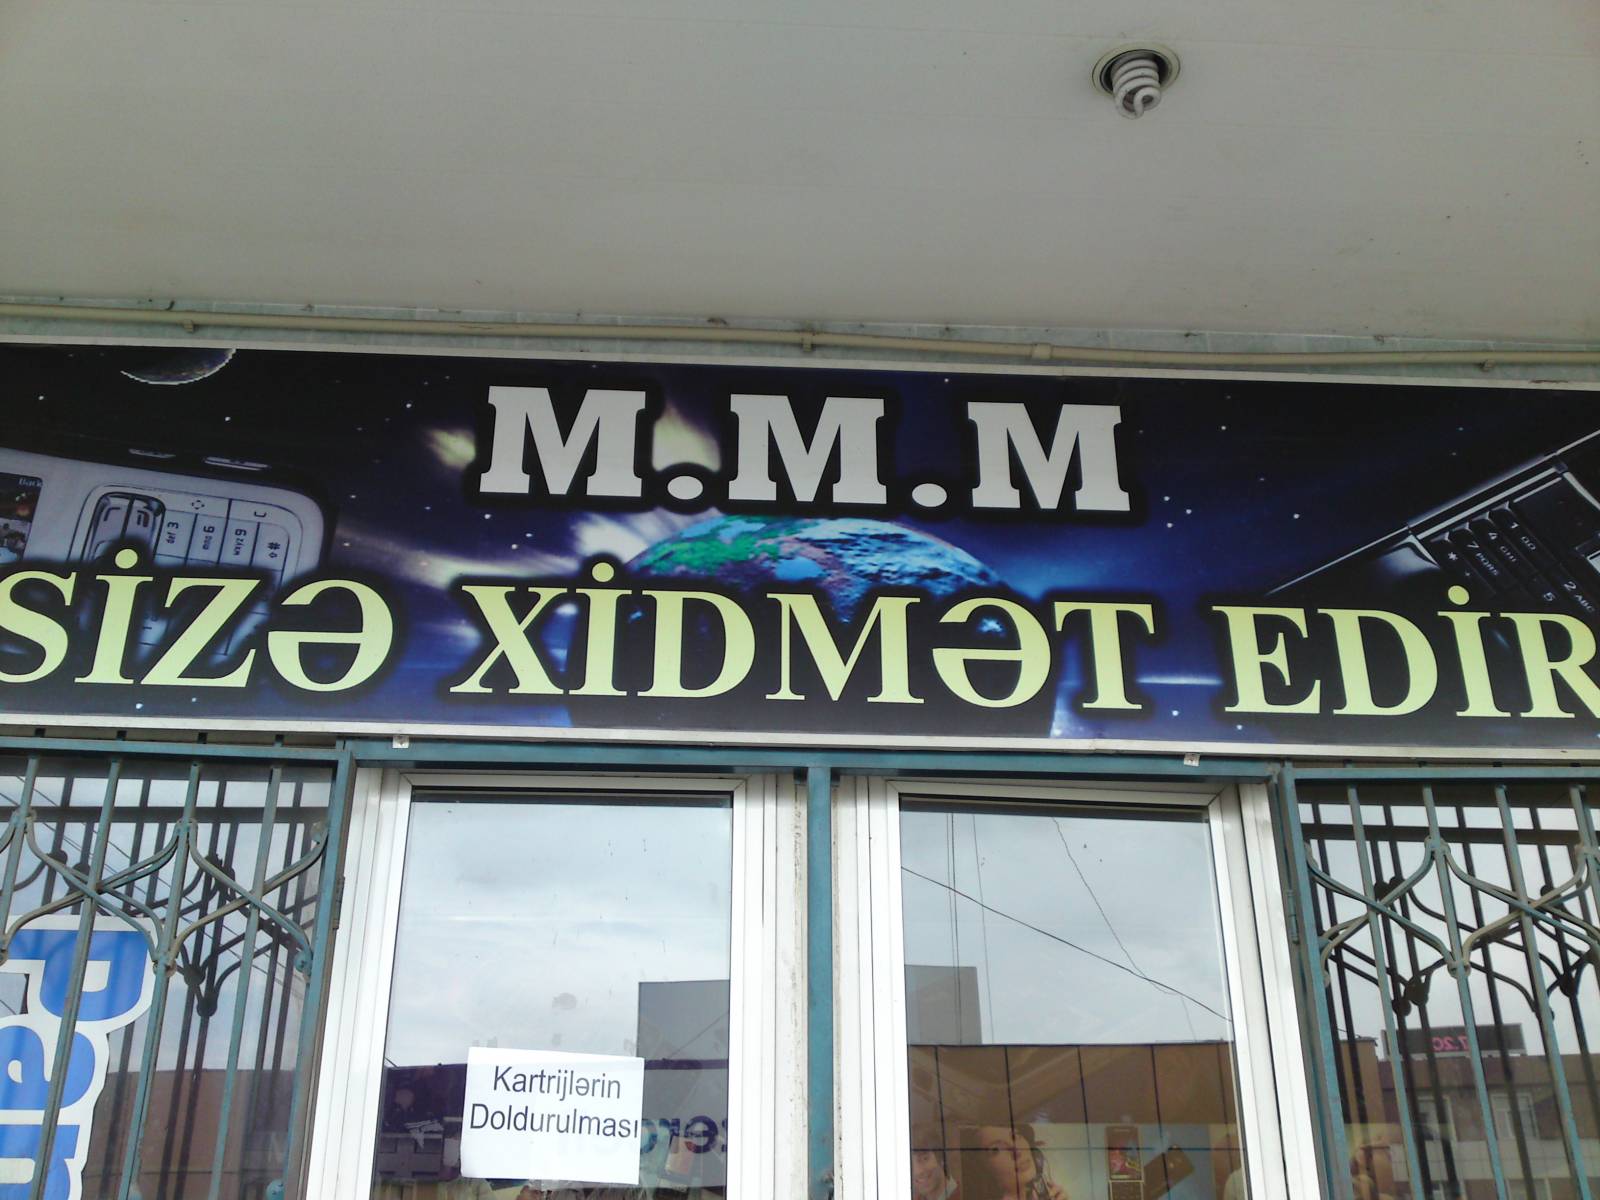 M.M.M
SİZƏ XİDMƏT EDİR
Kartrijlərin
Doldurulması